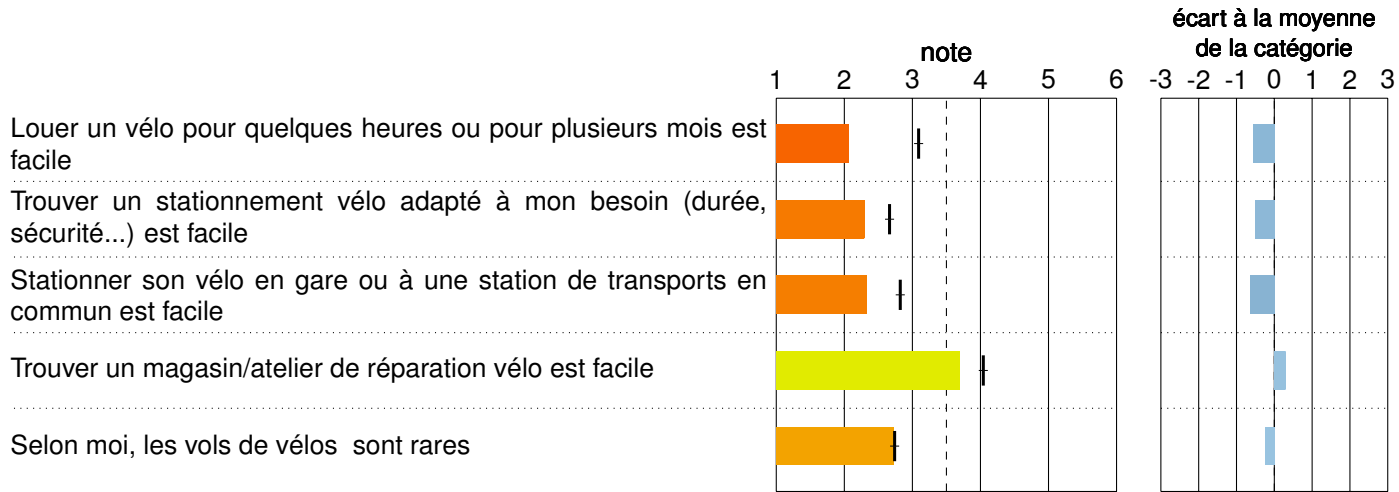 écart à la moyenne
de la catégorie
note
1 2 3 4 5 6
-3 -2 -1 0 1 2 3
Louer un vélo pour quelques heures ou pour plusieurs mois est
facile
Trouver un stationnement vélo adapté à mon besoin (durée,
sécurité...) est facile
Stationner son vélo en gare ou à une station de transports en
commun est facile
Trouver un magasin/atelier de réparation vélo est facile
Selon moi, les vols de vélos sont rares